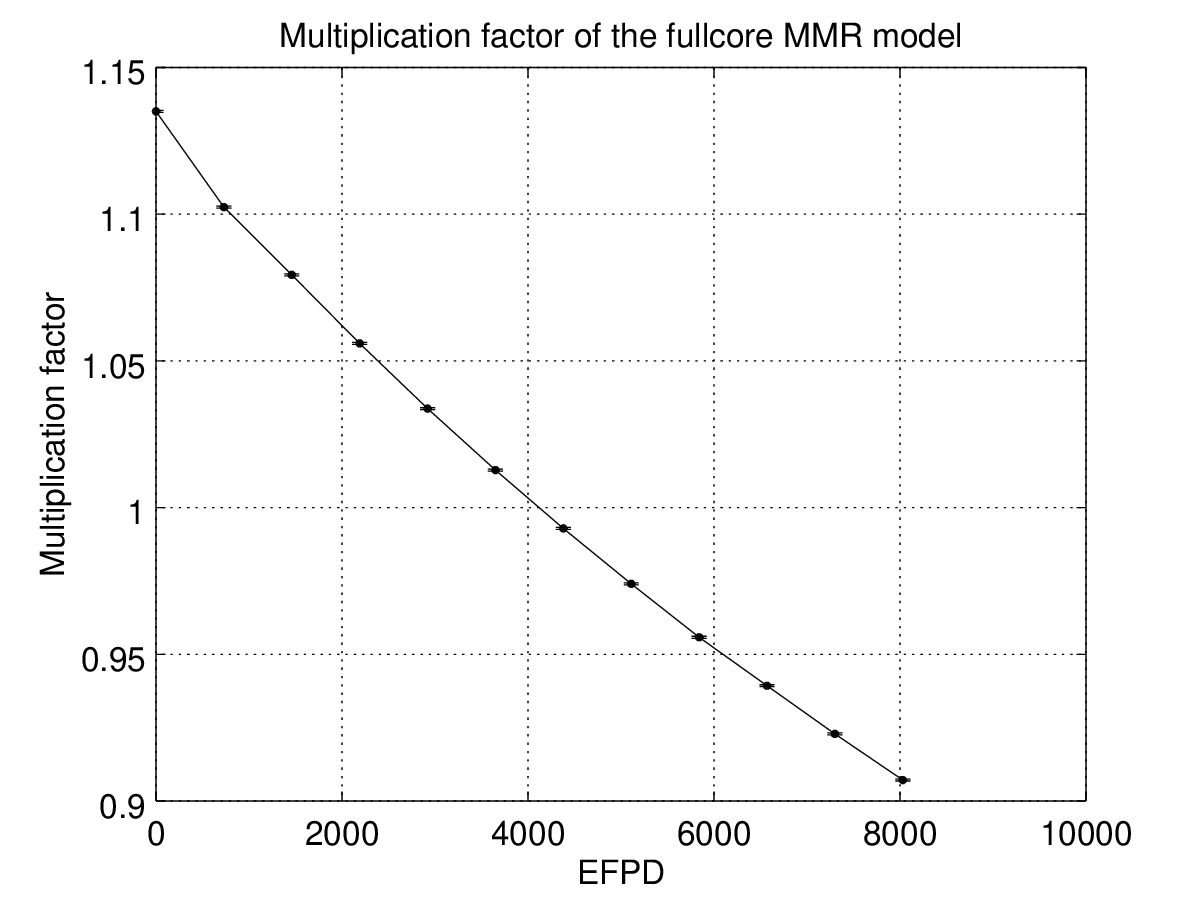 Multiplication factor of the fullcore MMR model
1.15
1.1
1.05
1
0.95
0.9
Multiplication factor
0 2000 4000 6000 8000 10000
EFPD